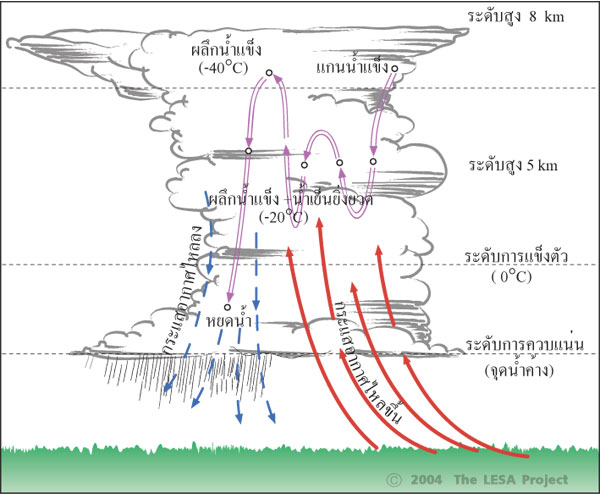 ระดับสูง 8 km
ผลึกน้ำแข็ง
(-40°C)
แกนน้ำแข็ง
ระดับสูง 5 km
ผลึกน้ำแข็ง -น้ำเย็นยิ่งยวด
(-20°C)
กระแสอากาศไหลลง
ระดับการแข็งตัว
( 0°C)
หยดน้ำ
กระแสอากาศไหลขึ้น
ระดับการควบแน่น
(จุดน้ำค้าง)
© 2004 The LESA Project